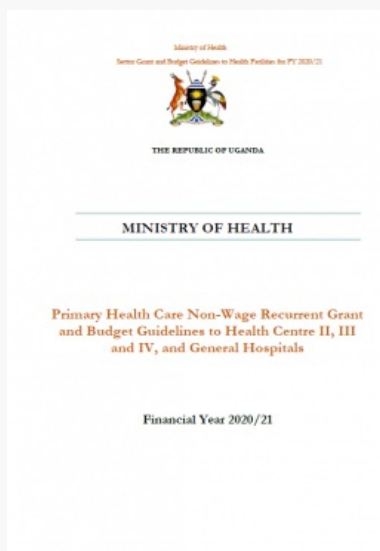 Ministry of Health
Sector Grant and Budget Guidelines to Health Facilities for FY 2020/21
THE REPUBLIC OF UGANDA
MINISTRY OF HEALTH
Primary Health Care Non-Wage Recurrent Grant
and Budget Guidelines to Health Centre II, III
and IV, and General Hospitals
Financial Year 2020/21